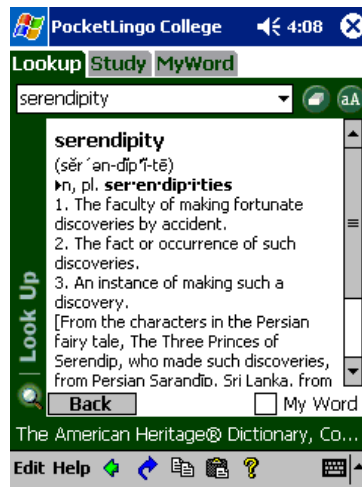 PocketLingo College 4:08
Lookup Study MyWord
serendipity
aA
serendipity
(sĕr´ən-dĭp´ĭ-tē)
n, pl. ser·en·dip·i·ties
1. The faculty of making fortunate
discoveries by accident.
2. The fact or occurrence of such
discoveries.
3. An instance of making such a
discovery.
[From the characters in the Persian
fairy tale, The Three Princes of
Serendip, who made such discoveries,
from Persian Sarandīp, Sri Lanka, from
Look Up
Back My Word
The American Heritage® Dictionary, Co...
Edit Help